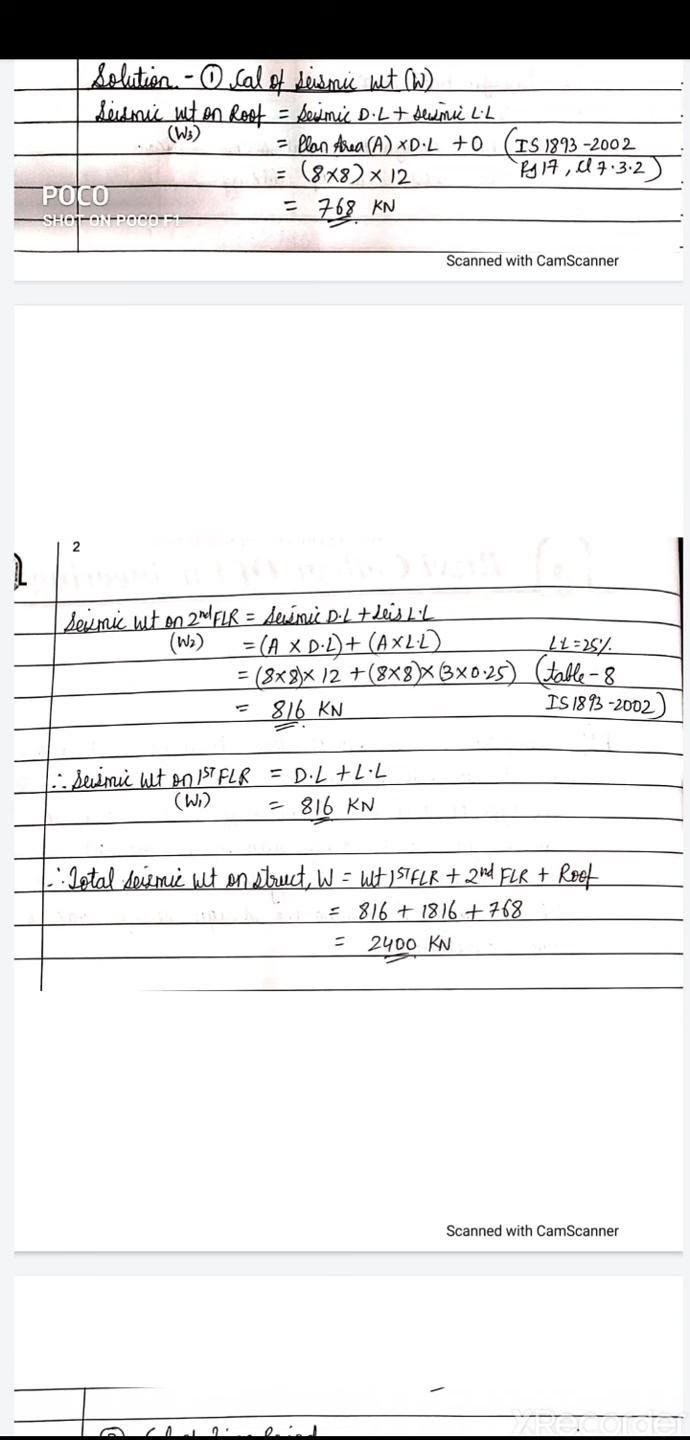 Solution.- ① Cal of Seismic wt (W)
Seismic wt on Roof = Seismic D.L + Seismic L.L
(W3) = Plan Area (A) × D.L + 0 (IS 1893-2002
= (8×8) × 12 Pg 17, Cl 7.3.2)
= 768 KN
POCO
SHOT ON POCO F1
Scanned with CamScanner
2
Seismic wt on 2nd FLR = Seismic D.L + Seis L.L
(W2) = (A × D.L) + (A × L.L) LL = 25%
= (8×8) × 12 + (8×8) × (3×0.25) (table-8
= 816 KN IS 1893-2002)
∴ Seismic wt on 1ST FLR = D.L + L.L
(W1) = 816 KN
∴ Total Seismic wt on struct, W = Wt 1ST FLR + 2nd FLR + Roof
= 816 + 1816 + 768
= 2400 KN
Scanned with CamScanner
XRecorder